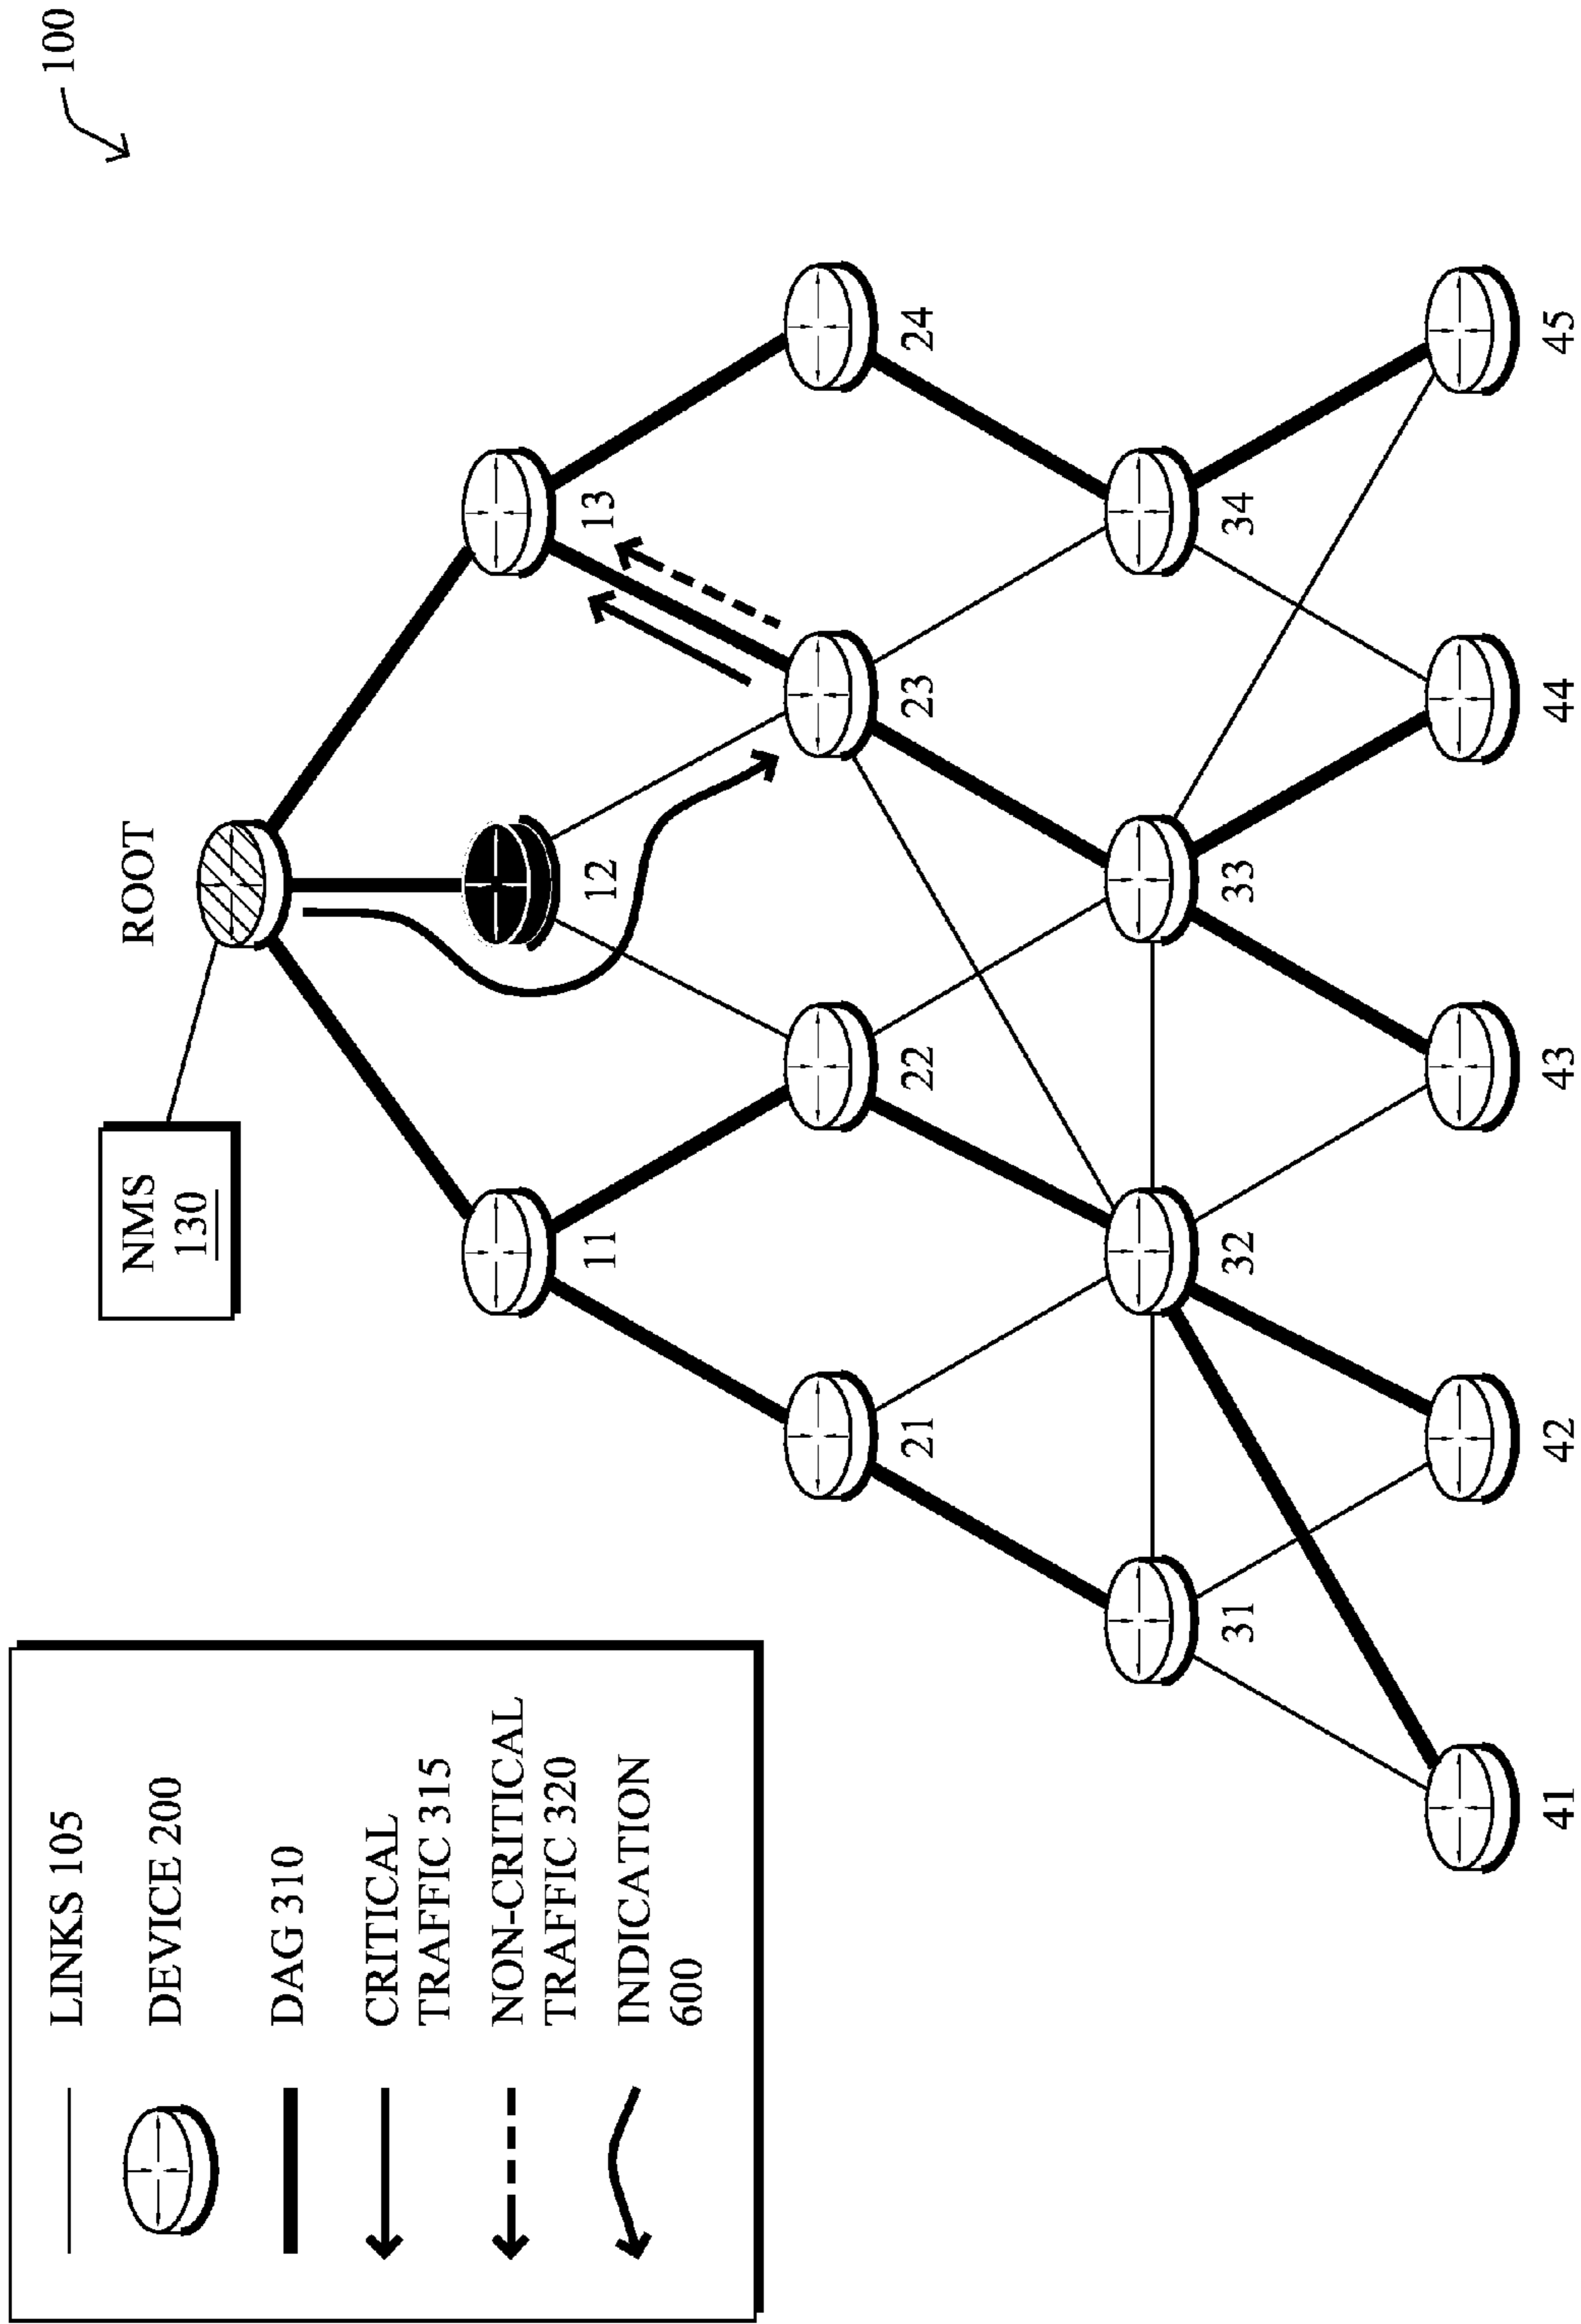 100
LINKS 105
DEVICE 200
DAG 310
CRITICAL
TRAFFIC 315
NON-CRITICAL
TRAFFIC 320
INDICATION
600
NMS
130
ROOT
11
12
13
21
22
23
24
31
32
33
34
41
42
43
44
45